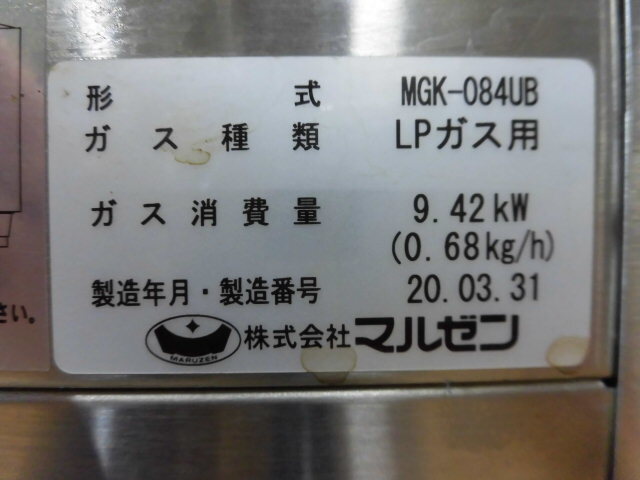 形式 MGK-084UB
ガス種類 LPガス用
ガス消費量 9.42kW
(0.68kg/h)
製造年月・製造番号 20.03.31
MARUZEN 株式会社マルゼン
さい。